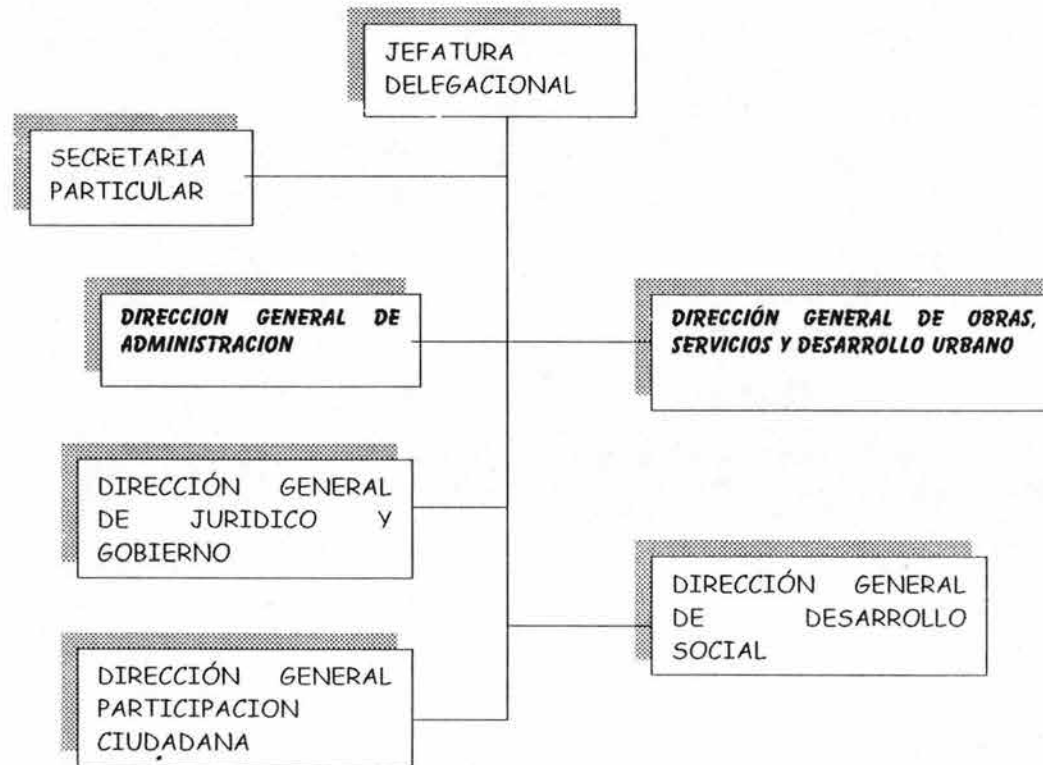 JEFATURA
DELEGACIONAL
SECRETARIA
PARTICULAR
DIRECCION GENERAL DE
ADMINISTRACION
DIRECCIÓN GENERAL DE OBRAS,
SERVICIOS Y DESARROLLO URBANO
DIRECCIÓN GENERAL
DE JURIDICO Y
GOBIERNO
DIRECCIÓN GENERAL
DE DESARROLLO
SOCIAL
DIRECCIÓN GENERAL
PARTICIPACION
CIUDADANA